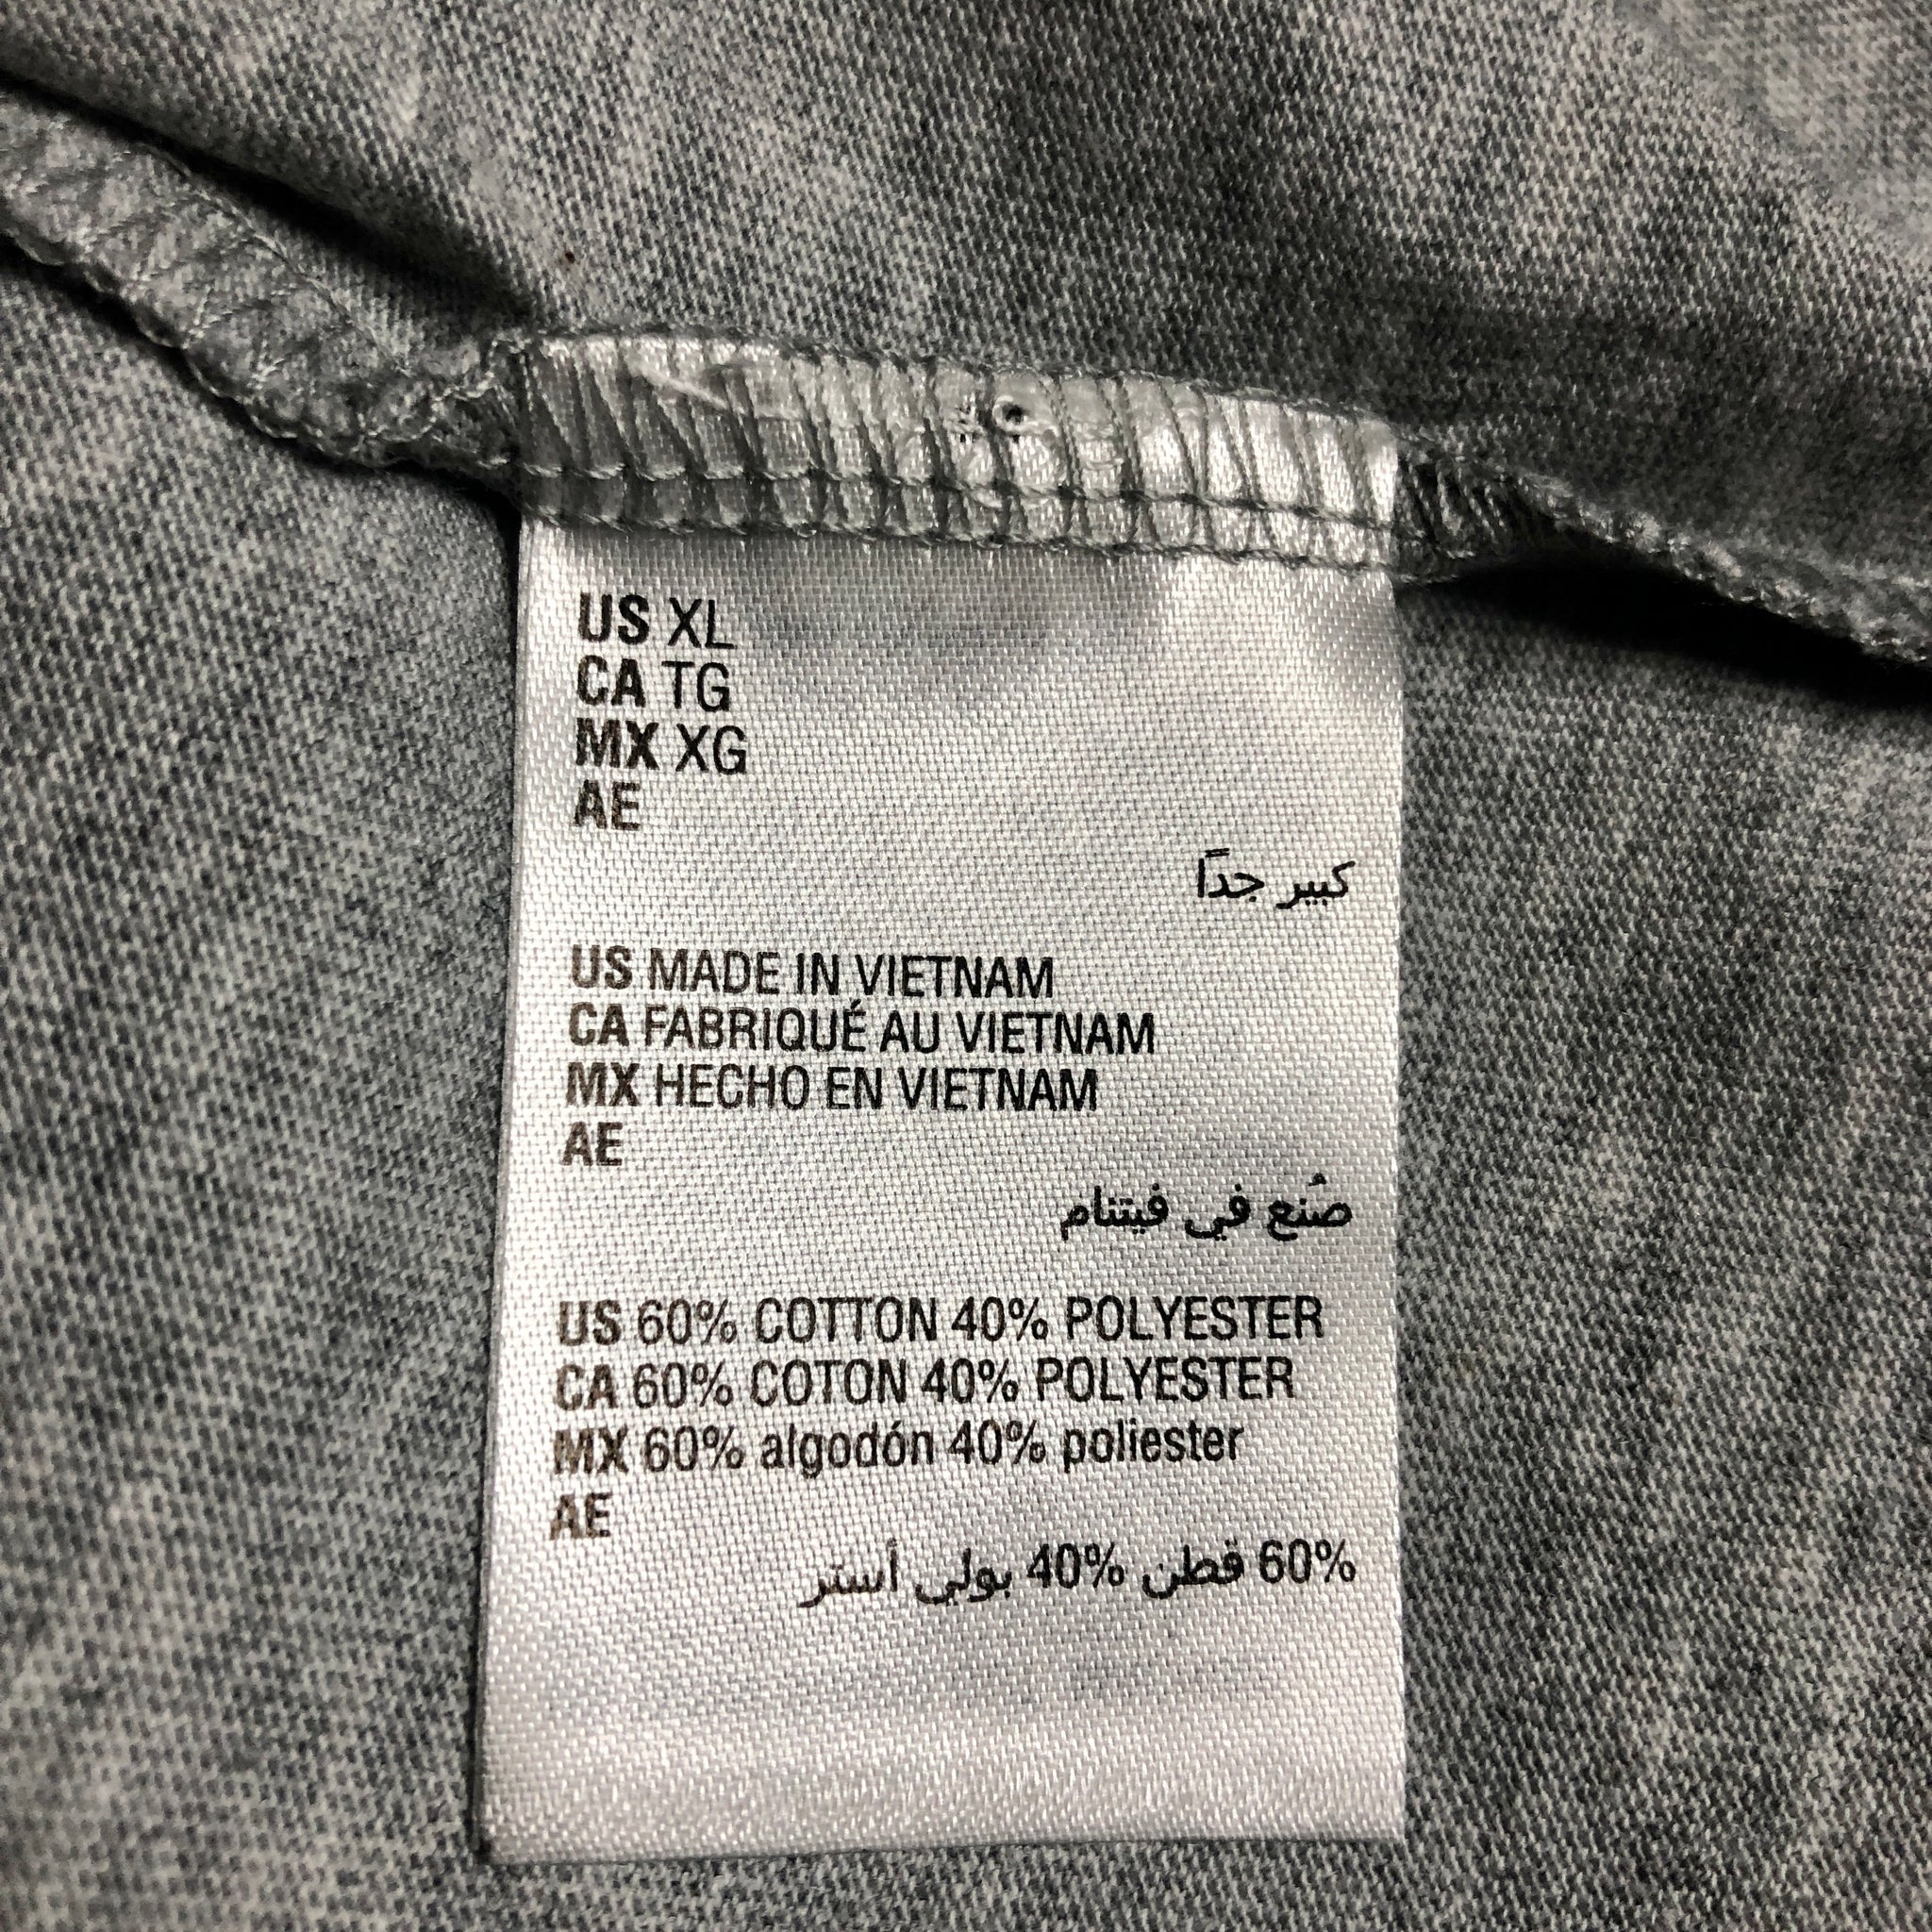 US XL
CA TG
MX XG
AE
كبير جداً
US MADE IN VIETNAM
CA FABRIQUÉ AU VIETNAM
MX HECHO EN VIETNAM
AE
صُنع في فيتنام
US 60% COTTON 40% POLYESTER
CA 60% COTON 40% POLYESTER
MX 60% algodón 40% poliester
AE
60% قطن 40% بولي أستر